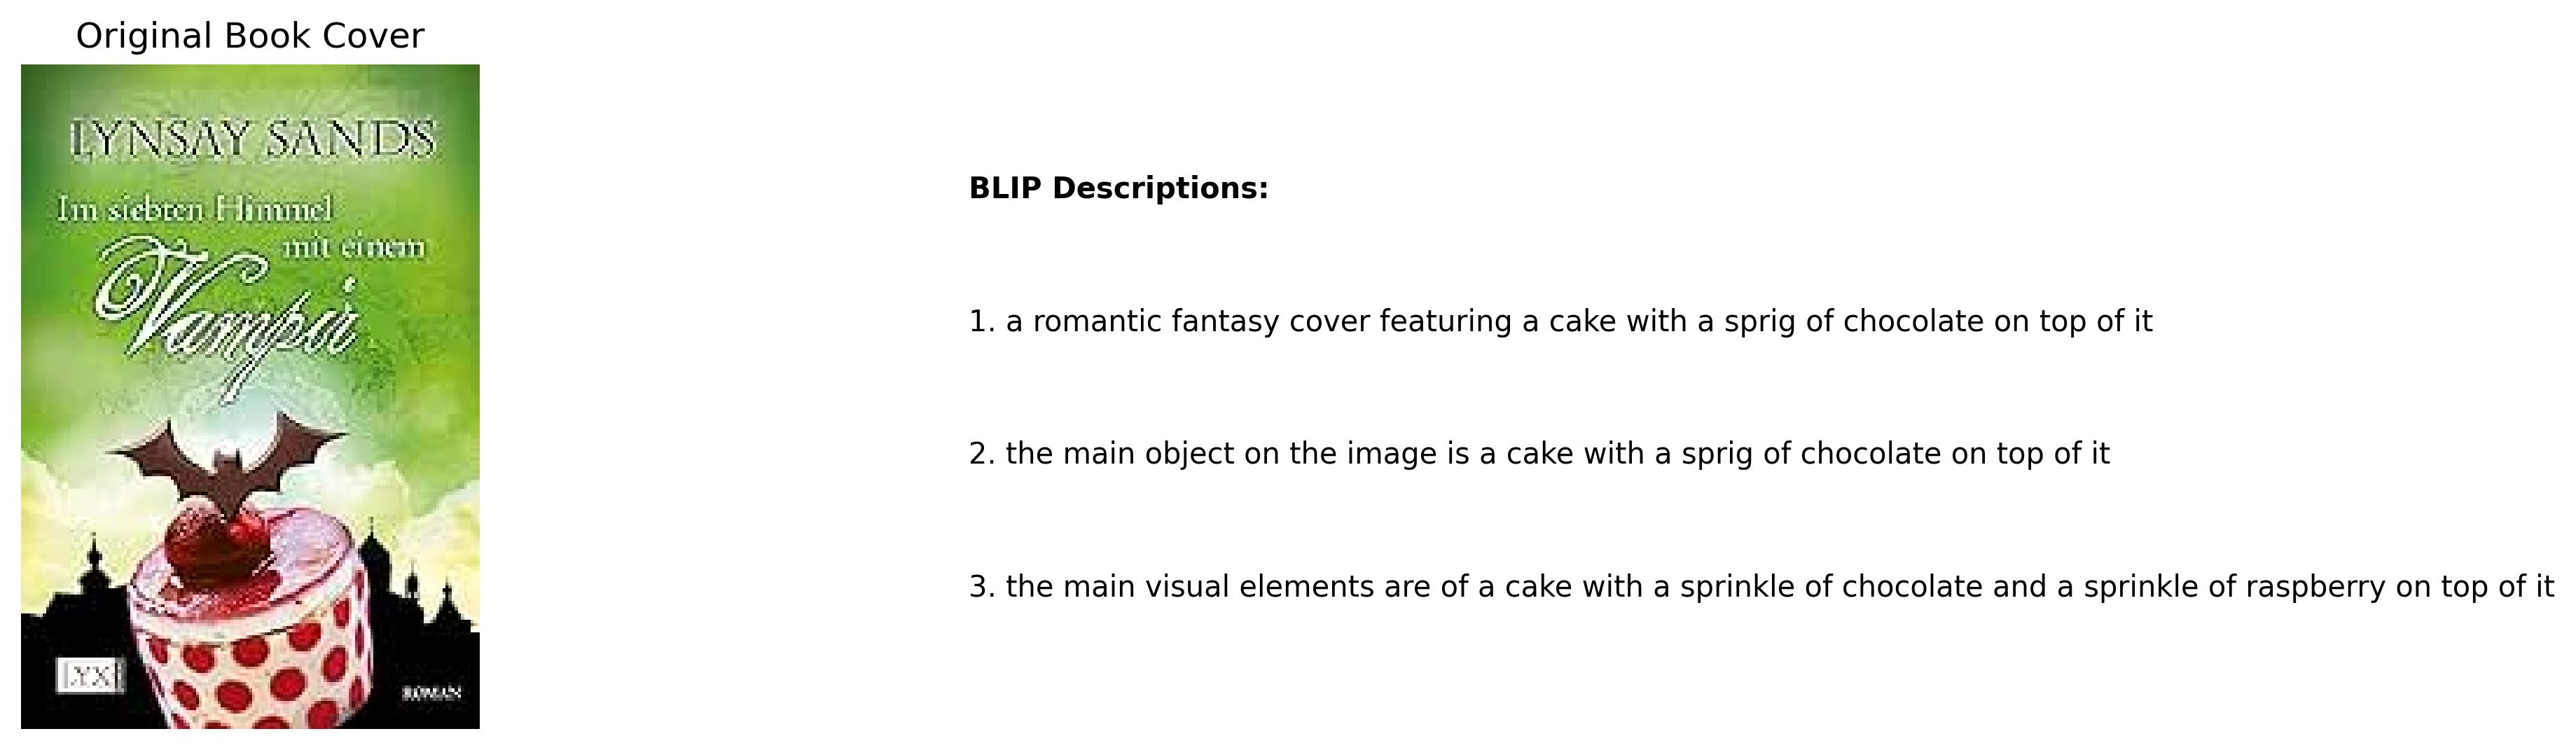 Original Book Cover
LYNSAY SANDS
Im siebten Himmel
mit einem
Vampir
LYX
ROMAN
BLIP Descriptions:
1. a romantic fantasy cover featuring a cake with a sprig of chocolate on top of it
2. the main object on the image is a cake with a sprig of chocolate on top of it
3. the main visual elements are of a cake with a sprinkle of chocolate and a sprinkle of raspberry on top of it